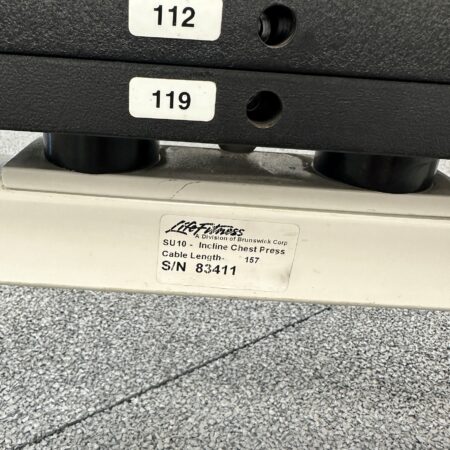 112
119
LifeFitness
A Division of Brunswick Corp
SU10 - Incline Chest Press
Cable Length- 157
S/N 83411